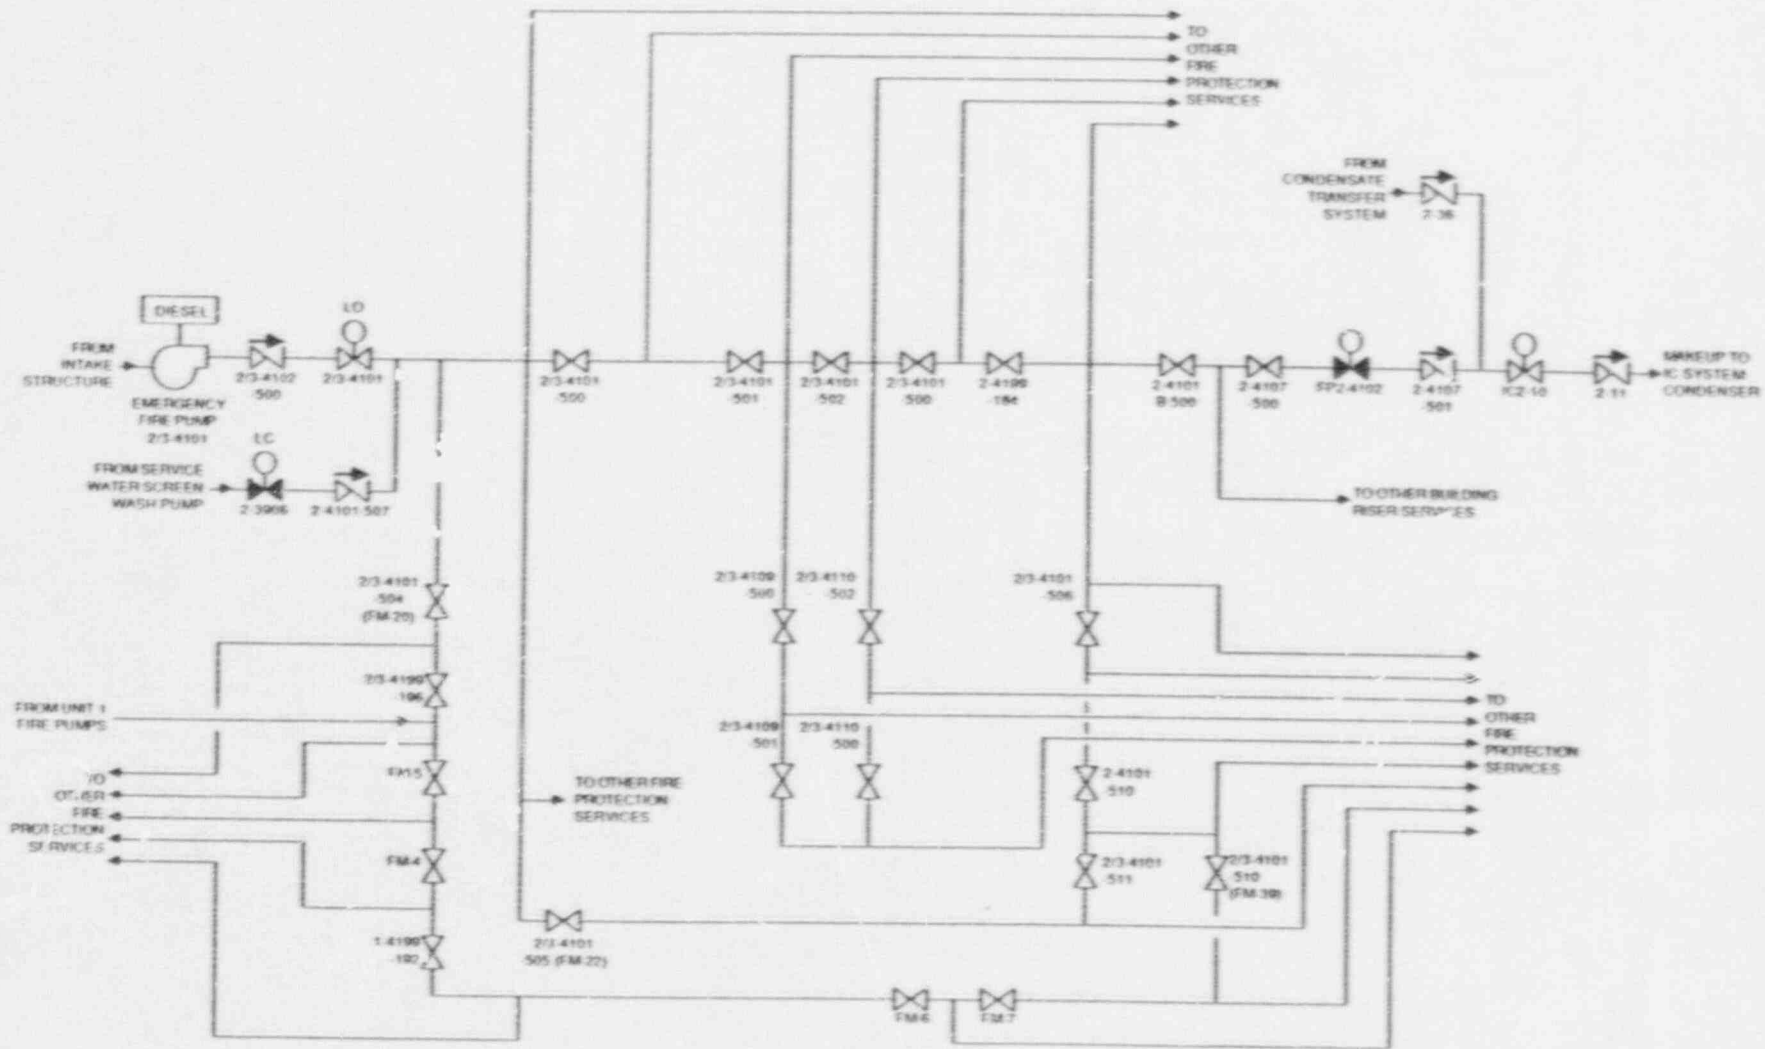 TO
OTHER
FIRE
PROTECTION
SERVICES
FROM
CONDENSATE
TRANSFER
SYSTEM
2-36
DIESEL
LO
FROM
INTAKE
STRUCTURE
2/3-4102
-500
2/3-4101
EMERGENCY
FIRE PUMP
2/3-4101
LC
FROM SERVICE
WATER SCREEN
WASH PUMP
2-3906
2-4101-507
2/3-4101
-500
2/3-4101
-501
2/3-4101
-502
2/3-4101
-500
2-4199
-184
2-4101
B-500
2-4107
-500
FP2-4102
2-4107
-501
IC2-10
2-11
MAKEUP TO
IC SYSTEM
CONDENSER
TO OTHER BUILDING
RISER SERVICES
2/3-4101
-504
(FM-20)
2/3-4109
-500
2/3-4110
-502
2/3-4101
-506
2/3-4199
-196
FROM UNIT 1
FIRE PUMPS
2/3-4109
-501
2/3-4110
500
TO
OTHER
FIRE
PROTECTION
SERVICES
FM-5
TO
OTHER
FIRE
PROTECTION
SERVICES
TO OTHER FIRE
PROTECTION
SERVICES
2-4101
-510
FM-4
2/3-4101
-511
2/3-4101
-510
(FM-39)
1-4199
-192
2/3-4101
-505 (FM-22)
FM-6
FM-7